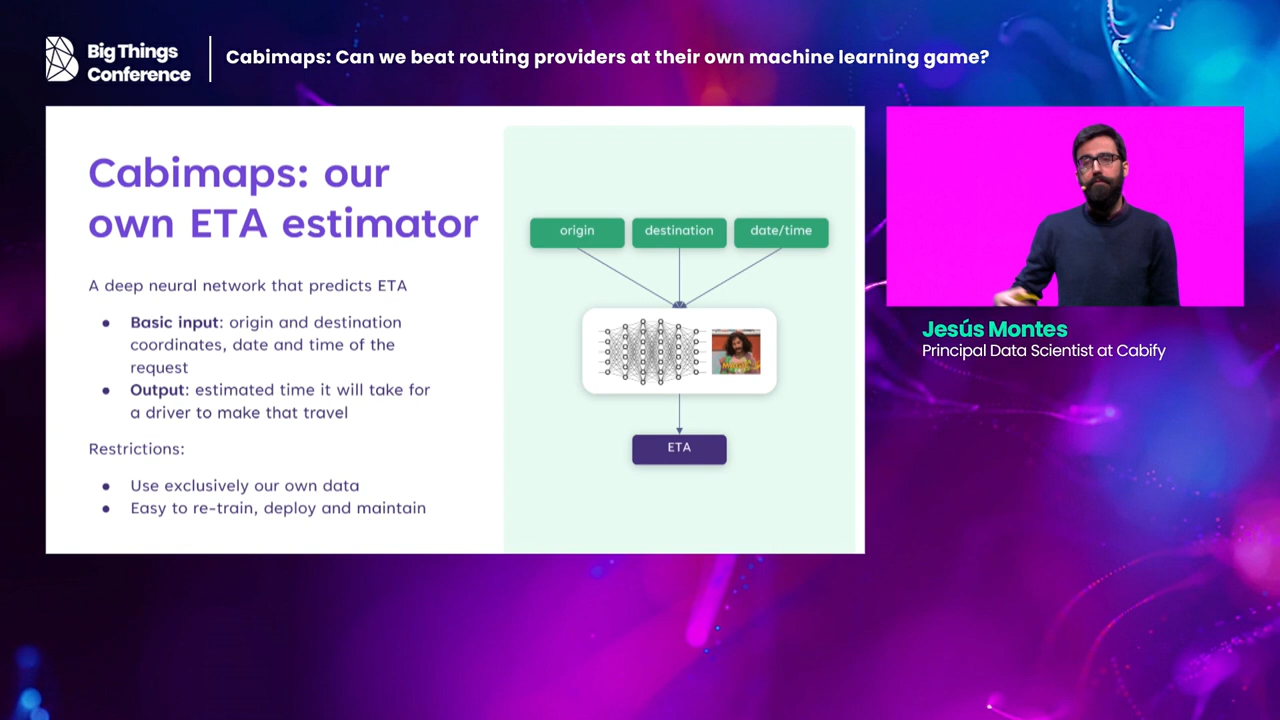 Big Things
Conference
Cabimaps: Can we beat routing providers at their own machine learning game?
Cabimaps: our
own ETA estimator
A deep neural network that predicts ETA
● Basic input: origin and destination
coordinates, date and time of the
request
● Output: estimated time it will take for
a driver to make that travel
Restrictions:
● Use exclusively our own data
● Easy to re-train, deploy and maintain
origin
destination
date/time
ETA
Jesús Montes
Principal Data Scientist at Cabify